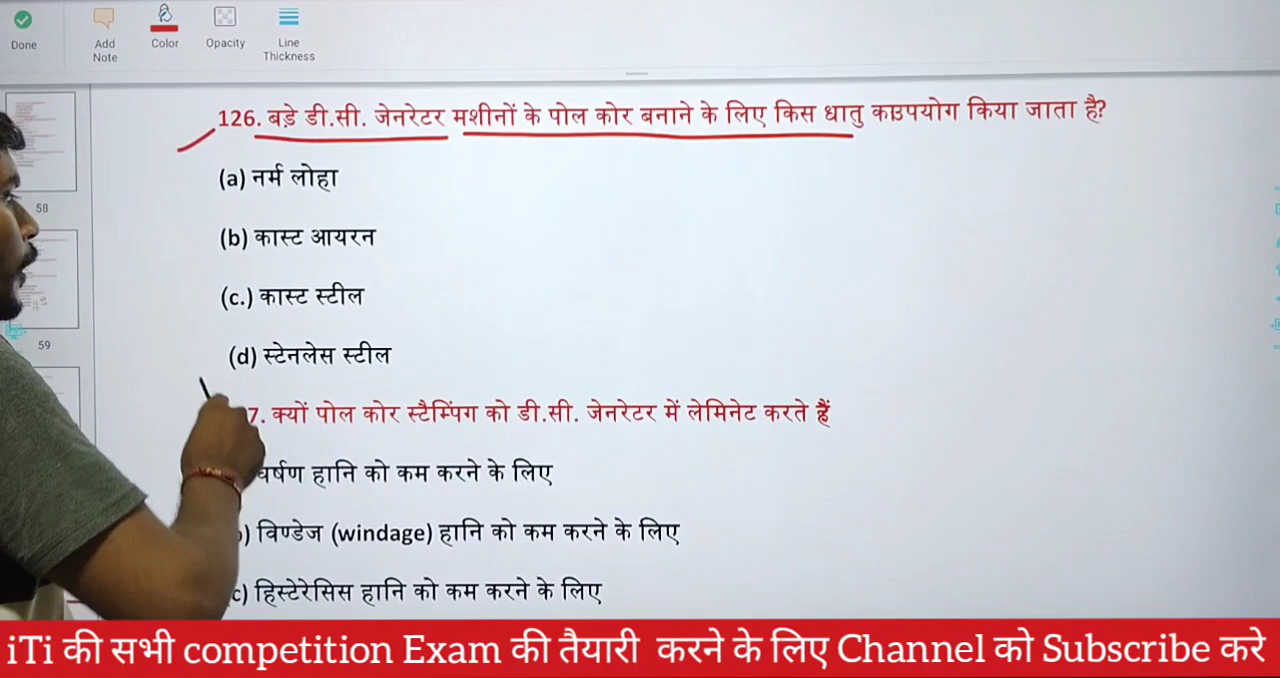 Done
Add Note
Color
Opacity
Line Thickness
58
59
126. बड़े डी.सी. जेनरेटर मशीनों के पोल कोर बनाने के लिए किस धातु काउपयोग किया जाता है?
(a) नर्म लोहा
(b) कास्ट आयरन
(c.) कास्ट स्टील
(d) स्टेनलेस स्टील
7. क्यों पोल कोर स्टैम्पिंग को डी.सी. जेनरेटर में लेमिनेट करते हैं
घर्षण हानि को कम करने के लिए
) विण्डेज (windage) हानि को कम करने के लिए
c) हिस्टेरेसिस हानि को कम करने के लिए
iTi की सभी competition Exam की तैयारी करने के लिए Channel को Subscribe करे